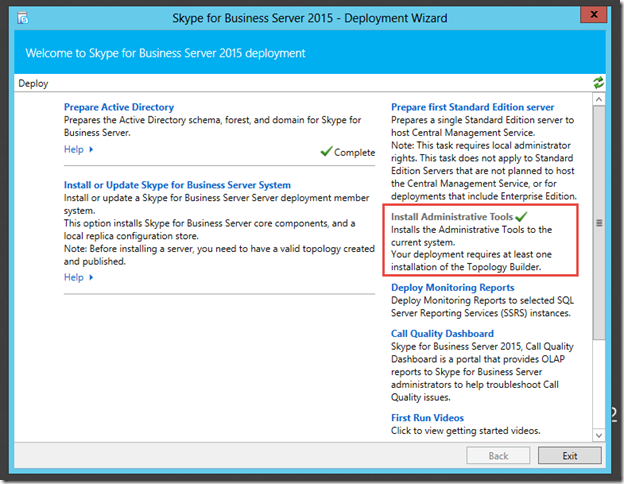 Skype for Business Server 2015 - Deployment Wizard
Welcome to Skype for Business Server 2015 deployment
Deploy
Prepare Active Directory
Prepares the Active Directory schema, forest, and domain for Skype for
Business Server.
Help
Complete
Install or Update Skype for Business Server System
Install or update a Skype for Business Server Server deployment member
system.
This option installs Skype for Business Server core components, and a
local replica configuration store.
Note: Before installing a server, you need to have a valid topology created
and published.
Help
Prepare first Standard Edition server
Prepares a single Standard Edition server to
host Central Management Service.
Note: This task requires local administrator
rights. This task does not apply to Standard
Edition Servers that are not planned to host
the Central Management Service, or for
deployments that include Enterprise Edition.
Install Administrative Tools
Installs the Administrative Tools to the
current system.
Your deployment requires at least one
installation of the Topology Builder.
Deploy Monitoring Reports
Deploy Monitoring Reports to selected SQL
Server Reporting Services (SSRS) instances.
Call Quality Dashboard
Skype for Business Server 2015, Call Quality
Dashboard is a portal that provides OLAP
reports to Skype for Business Server
administrators to help troubleshoot Call
Quality issues.
First Run Videos
Click to view getting started videos.
2
Back
Exit